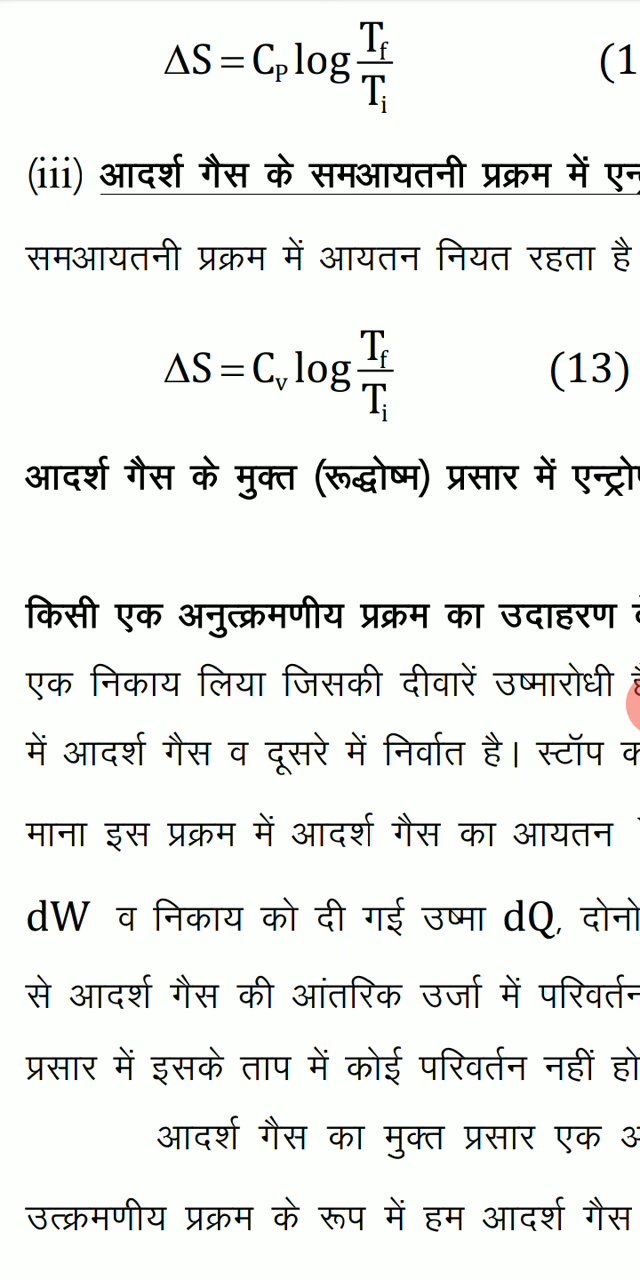 ΔS = C_P log T_f/T_i (1
(iii) आदर्श गैस के समआयतनी प्रक्रम में
समआयतनी प्रक्रम में आयतन नियत रहता है
ΔS = C_v log T_f/T_i (13)
आदर्श गैस के मुक्त (रूद्धोष्म) प्रसार में
किसी एक अनुत्क्रमणीय प्रक्रम का उदाहरण
एक निकाय लिया जिसकी दीवारें उष्मारोधी
में आदर्श गैस व दूसरे में निर्वात है। स्टॉप
माना इस प्रक्रम में आदर्श गैस का आयतन
dW व निकाय को दी गई उष्मा dQ, दोनो
से आदर्श गैस की आंतरिक उर्जा में परिवर्तन
प्रसार में इसके ताप में कोई परिवर्तन नहीं हो
आदर्श गैस का मुक्त प्रसार एक
उत्क्रमणीय प्रक्रम के रूप में हम आदर्श गैस